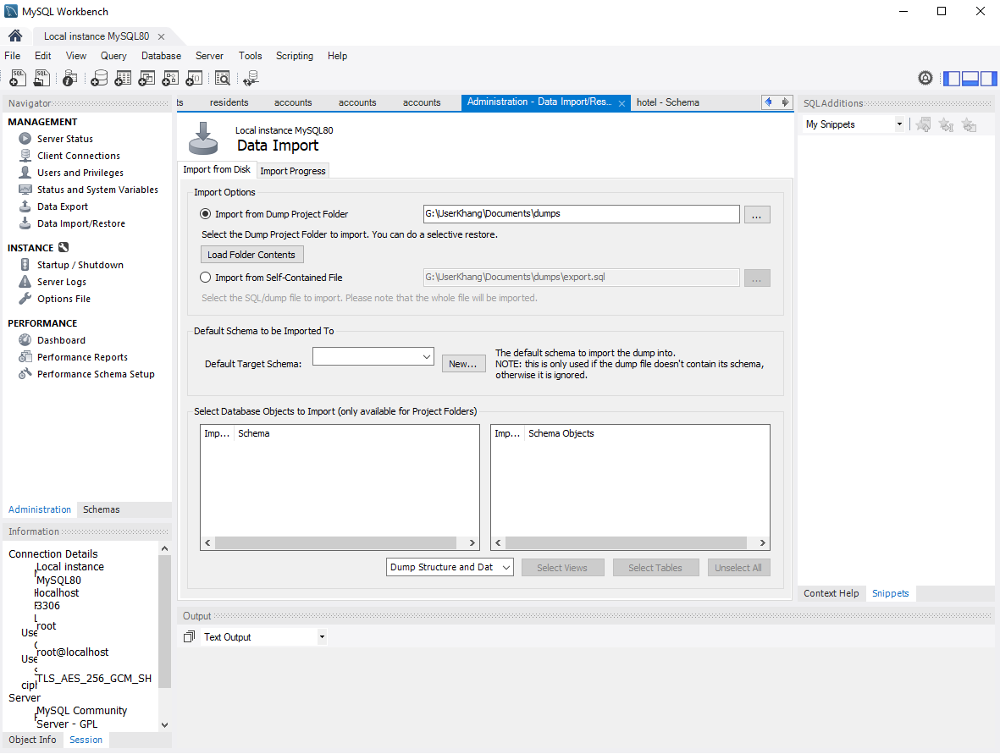 MySQL Workbench
Local instance MySQL80
File Edit View Query Database Server Tools Scripting Help
Navigator
MANAGEMENT
Server Status
Client Connections
Users and Privileges
Status and System Variables
Data Export
Data Import/Restore
INSTANCE
Startup / Shutdown
Server Logs
Options File
PERFORMANCE
Dashboard
Performance Reports
Performance Schema Setup
Administration Schemas
Information
Connection Details
Local instance
MySQL80
localhost
3306
root
Use
root@localhost
Use
TLS_AES_256_GCM_SH
ciph
Server
MySQL Community
Server - GPL
Object Info Session
ts residents accounts accounts accounts Administration - Data Import/Res... hotel - Schema
Local instance MySQL80
Data Import
Import from Disk Import Progress
Import Options
Import from Dump Project Folder G:\UserKhang\Documents\dumps ...
Select the Dump Project Folder to import. You can do a selective restore.
Load Folder Contents
Import from Self-Contained File G:\UserKhang\Documents\dumps\export.sql ...
Select the SQL/dump file to import. Please note that the whole file will be imported.
Default Schema to be Imported To
Default Target Schema: New...
The default schema to import the dump into.
NOTE: this is only used if the dump file doesn't contain its schema,
otherwise it is ignored.
Select Database Objects to Import (only available for Project Folders)
Imp... Schema
Imp... Schema Objects
Dump Structure and Dat Select Views Select Tables Unselect All
Output
Text Output
SQLAdditions
My Snippets
Context Help Snippets